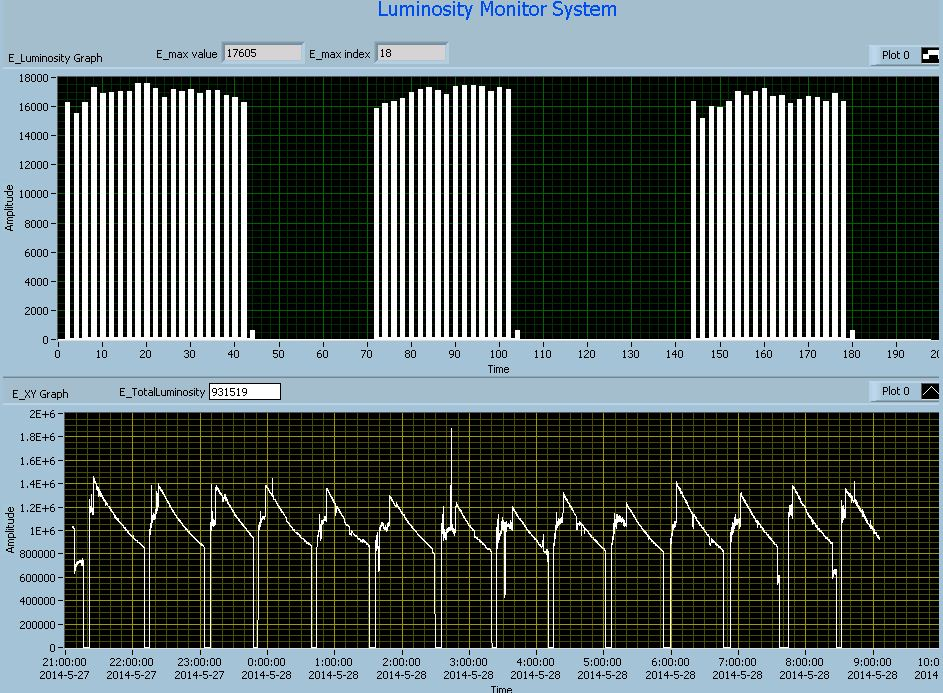 Luminosity Monitor System
E_Luminosity Graph E_max value 17605 E_max index 18 Plot 0
18000
16000
14000
12000
10000
8000
6000
4000
2000
0
Amplitude
0 10 20 30 40 50 60 70 80 90 100 110 120 130 140 150 160 170 180 190
Time
E_XY Graph E_TotalLuminosity 931519 Plot 0
2E+6
1.8E+6
1.6E+6
1.4E+6
1.2E+6
1E+6
800000
600000
400000
200000
0
Amplitude
21:00:00 22:00:00 23:00:00 0:00:00 1:00:00 2:00:00 3:00:00 4:00:00 5:00:00 6:00:00 7:00:00 8:00:00 9:00:00 10:0
2014-5-27 2014-5-27 2014-5-27 2014-5-28 2014-5-28 2014-5-28 2014-5-28 2014-5-28 2014-5-28 2014-5-28 2014-5-28 2014-5-28 2014-5-28 2014
Time